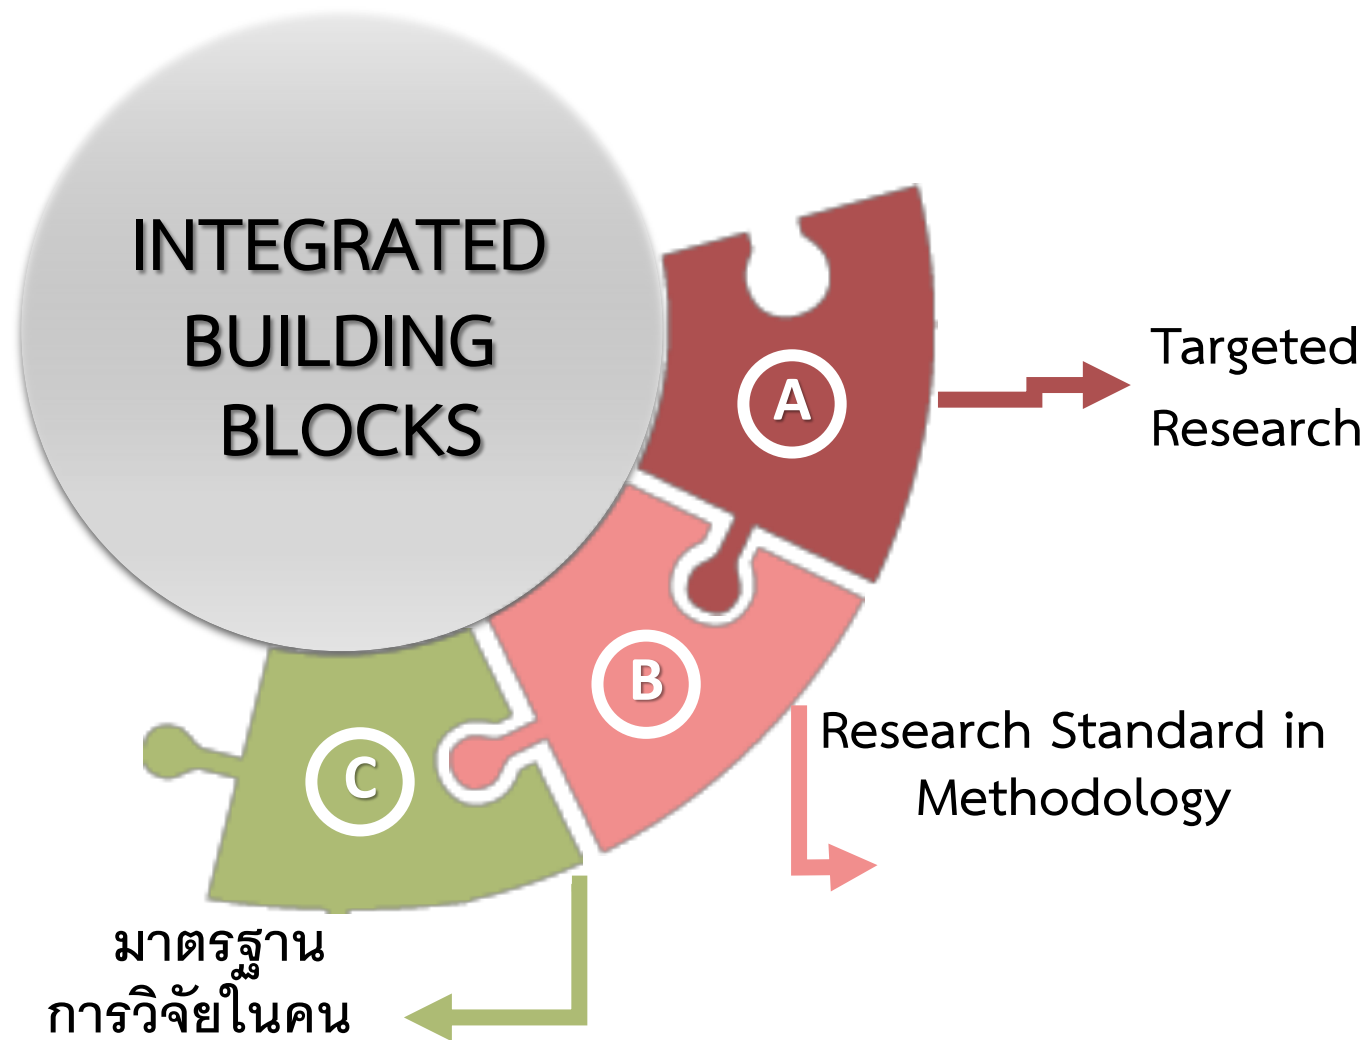 INTEGRATED
BUILDING
BLOCKS
A
Targeted
Research
B
Research Standard in
Methodology
C
มาตรฐาน
การวิจัยในคน